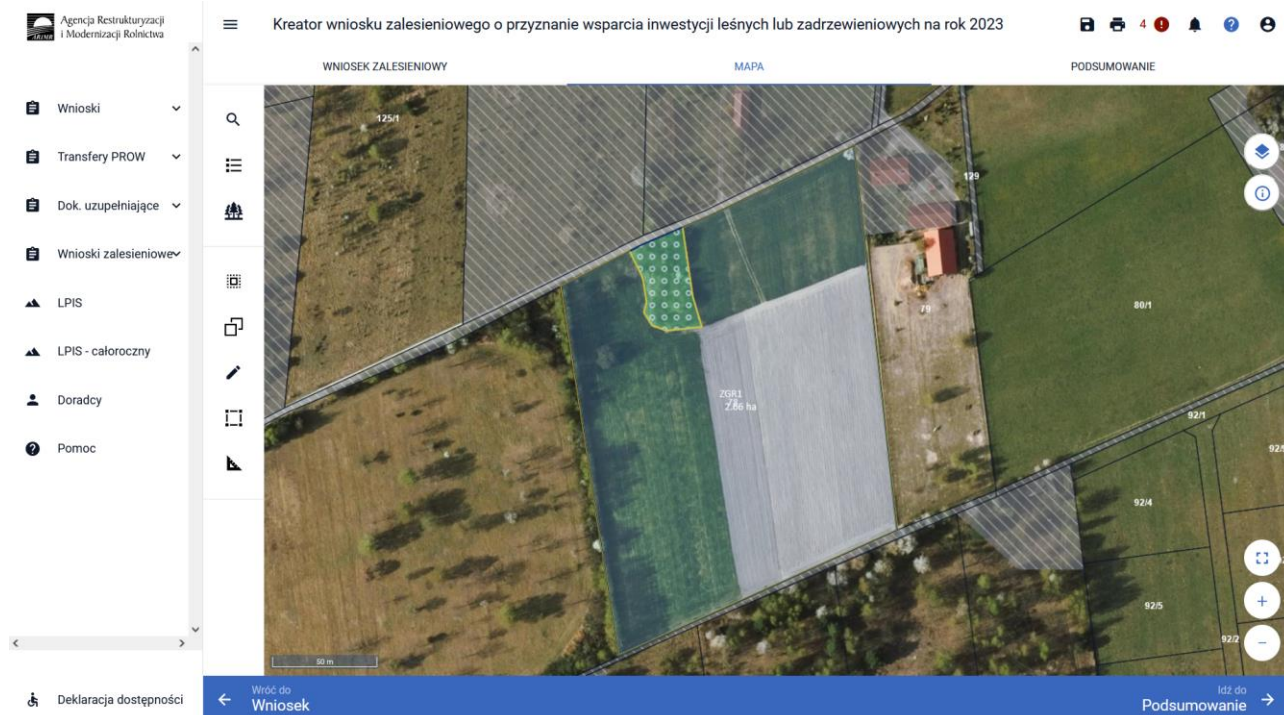 Agencja Restrukturyzacji
i Modernizacji Rolnictwa
ARiMR
Kreator wniosku zalesieniowego o przyznanie wsparcia inwestycji leśnych lub zadrzewieniowych na rok 2023
4
WNIOSEK ZALESIENIOWY
MAPA
PODSUMOWANIE
Wnioski
Transfery PROW
Dok. uzupełniające
Wnioski zalesieniowe
LPIS
LPIS - całoroczny
Doradcy
Pomoc
Deklaracja dostępności
125/1
129
79
80/1
ZGR1
78
2.86 ha
92/1
92/4
92/5
92/2
50 m
Wróć do
Wniosek
Idź do
Podsumowanie